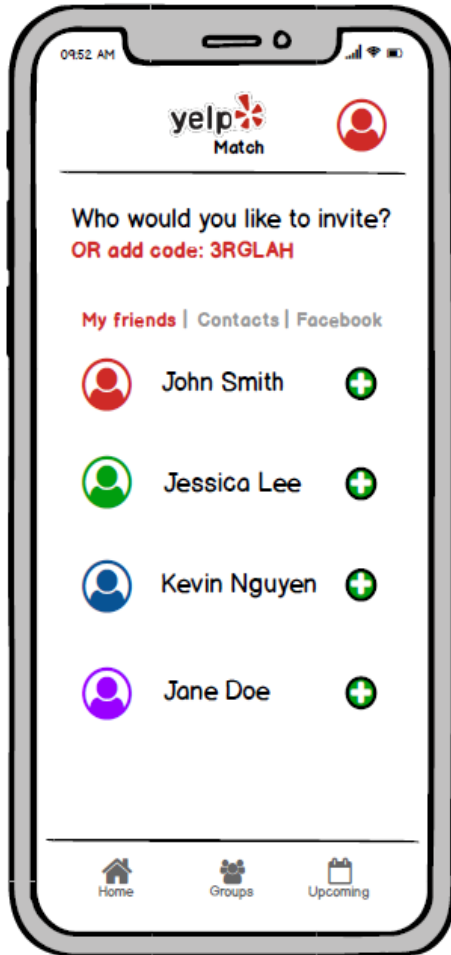 09:52 AM
yelp
Match
Who would you like to invite?
OR add code: 3RGLAH
My friends | Contacts | Facebook
John Smith
Jessica Lee
Kevin Nguyen
Jane Doe
Home Groups Upcoming